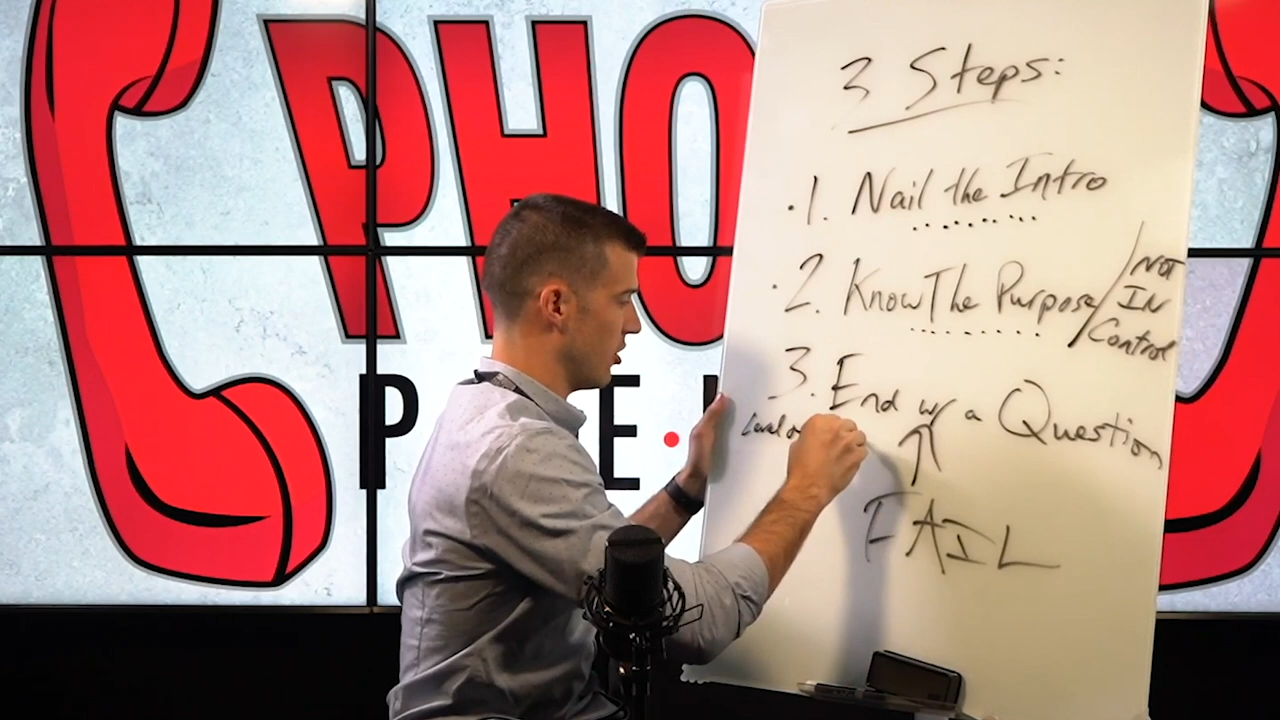 PHO
3 Steps:
1. Nail the Intro
2. Know The Purpose/NOT
IN
Control
3. End w/ a Question
FAIL